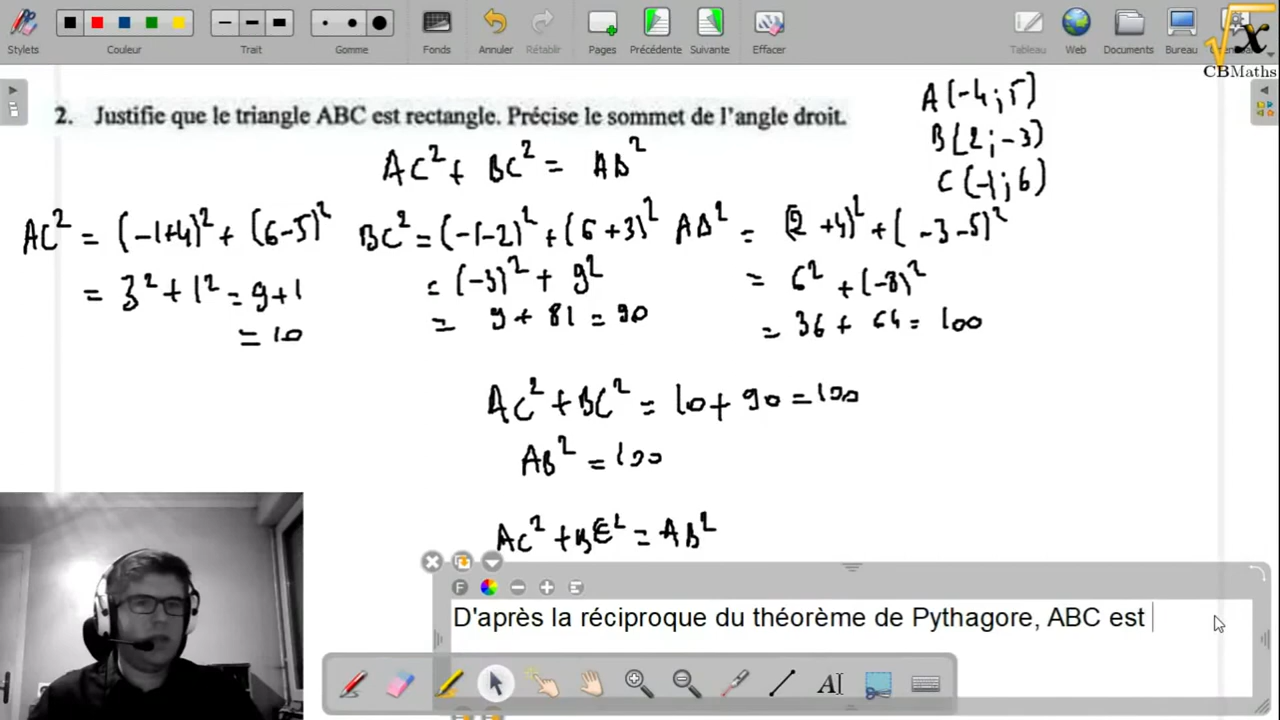 Stylets Couleur Trait Gomme Fonds Annuler Rétablir Pages Précédente Suivante Effacer Tableau Web Documents Bureau
CBMaths
2. Justifie que le triangle ABC est rectangle. Précise le sommet de l'angle droit.
A(-4;5)
B(2;-3)
C(-1;6)
AC² + BC² = AB²
AC² = (-1+4)² + (6-5)²
= 3² + 1² = 9+1
= 10
BC² = (-1-2)² + (6+3)²
= (-3)² + 9²
= 9 + 81 = 90
AB² = (2+4)² + (-3-5)²
= 6² + (-8)²
= 36 + 64 = 100
AC² + BC² = 10 + 90 = 100
AB² = 100
AC² + BC² = AB²
D'après la réciproque du théorème de Pythagore, ABC est